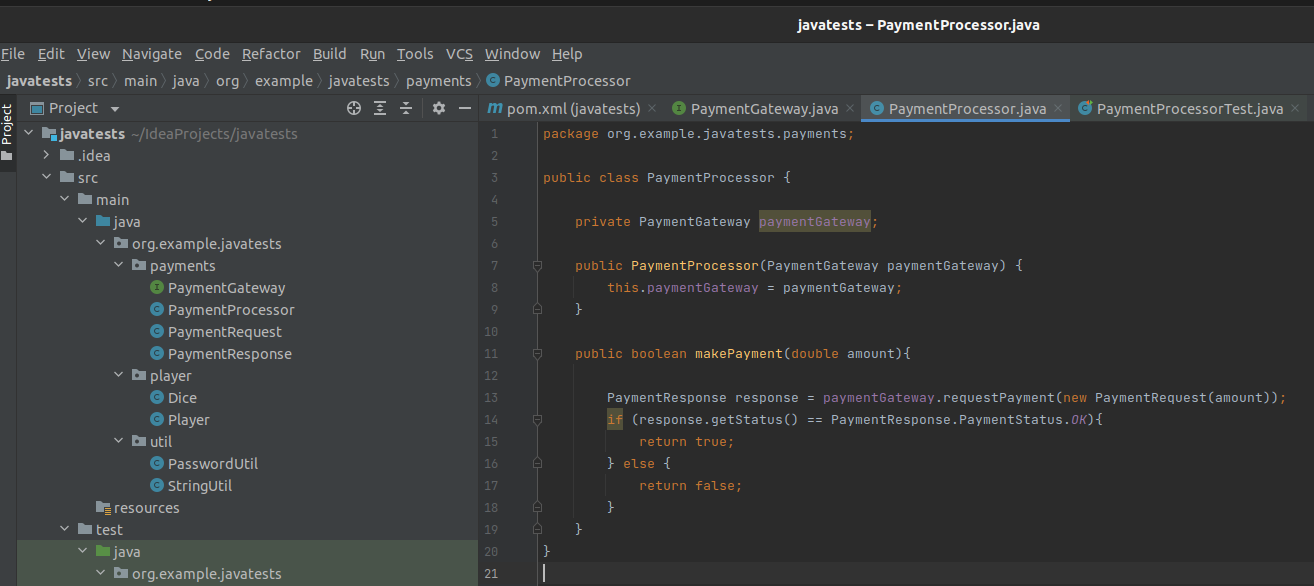 javatests – PaymentProcessor.java
File Edit View Navigate Code Refactor Build Run Tools VCS Window Help
javatests src main java org example javatests payments PaymentProcessor
Project
Project
pom.xml (javatests) PaymentGateway.java PaymentProcessor.java PaymentProcessorTest.java
javatests ~/IdeaProjects/javatests
.idea
src
main
java
org.example.javatests
payments
PaymentGateway
PaymentProcessor
PaymentRequest
PaymentResponse
player
Dice
Player
util
PasswordUtil
StringUtil
resources
test
java
org.example.javatests
1 package org.example.javatests.payments;
2
3 public class PaymentProcessor {
4
5 private PaymentGateway paymentGateway;
6
7 public PaymentProcessor(PaymentGateway paymentGateway) {
8 this.paymentGateway = paymentGateway;
9 }
10
11 public boolean makePayment(double amount){
12
13 PaymentResponse response = paymentGateway.requestPayment(new PaymentRequest(amount));
14 if (response.getStatus() == PaymentResponse.PaymentStatus.OK){
15 return true;
16 } else {
17 return false;
18 }
19 }
20 }
21